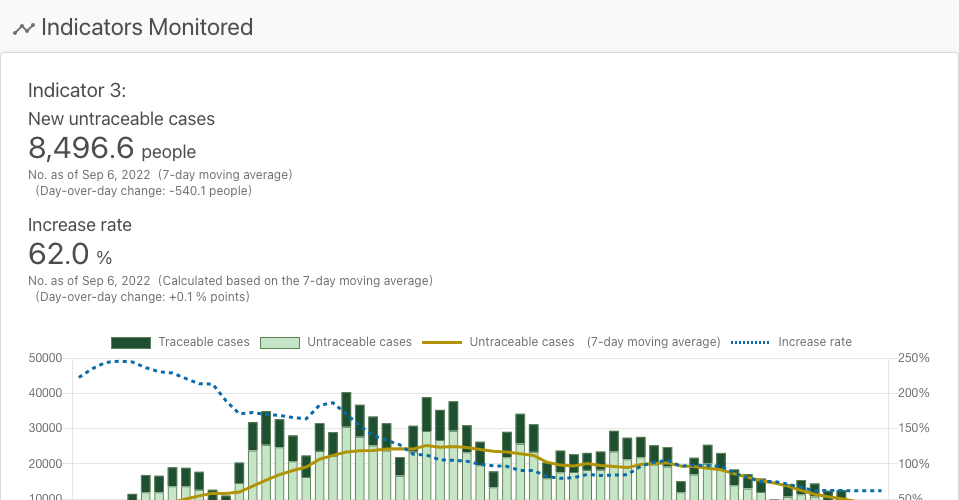 Indicators Monitored
Indicator 3:
New untraceable cases
8,496.6 people
No. as of Sep 6, 2022 (7-day moving average)
(Day-over-day change: -540.1 people)
Increase rate
62.0 %
No. as of Sep 6, 2022 (Calculated based on the 7-day moving average)
(Day-over-day change: +0.1 % points)
Traceable cases Untraceable cases Untraceable cases (7-day moving average) Increase rate
50000 250%
40000 200%
30000 150%
20000 100%
10000 50%